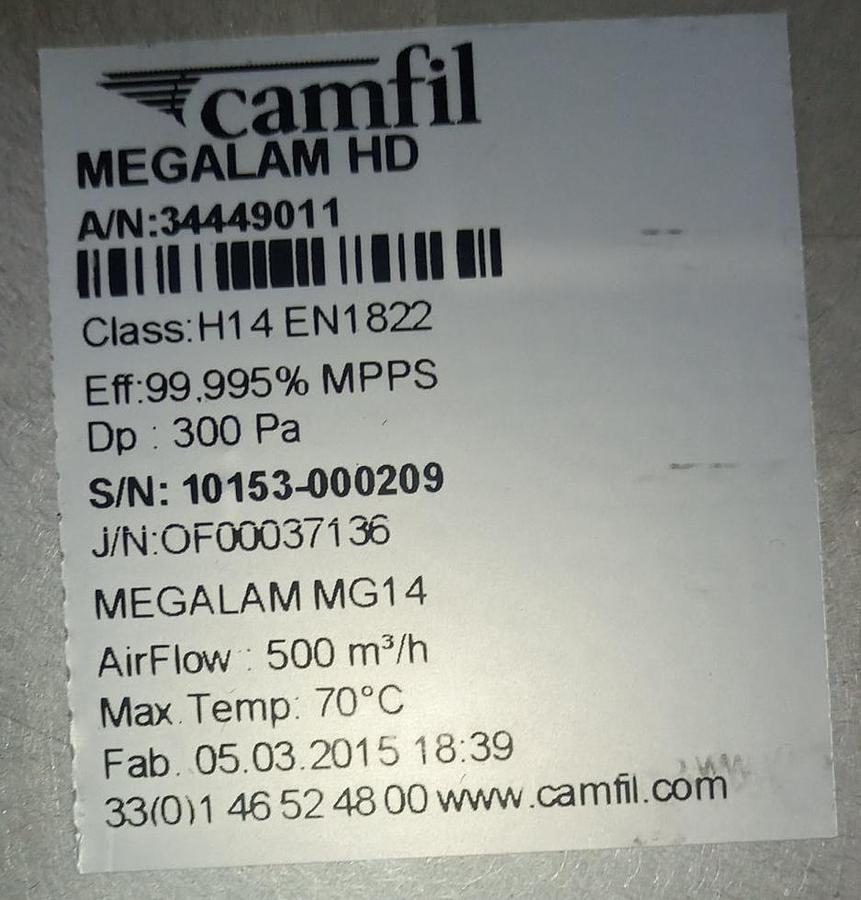 camfil
MEGALAM HD
A/N:34449011
Class:H14 EN1822
Eff:99.995% MPPS
Dp : 300 Pa
S/N: 10153-000209
J/N:OF00037136
MEGALAM MG14
AirFlow : 500 m³/h
Max. Temp: 70°C
Fab. 05.03.2015 18:39
33(0)1 46 52 48 00 www.camfil.com